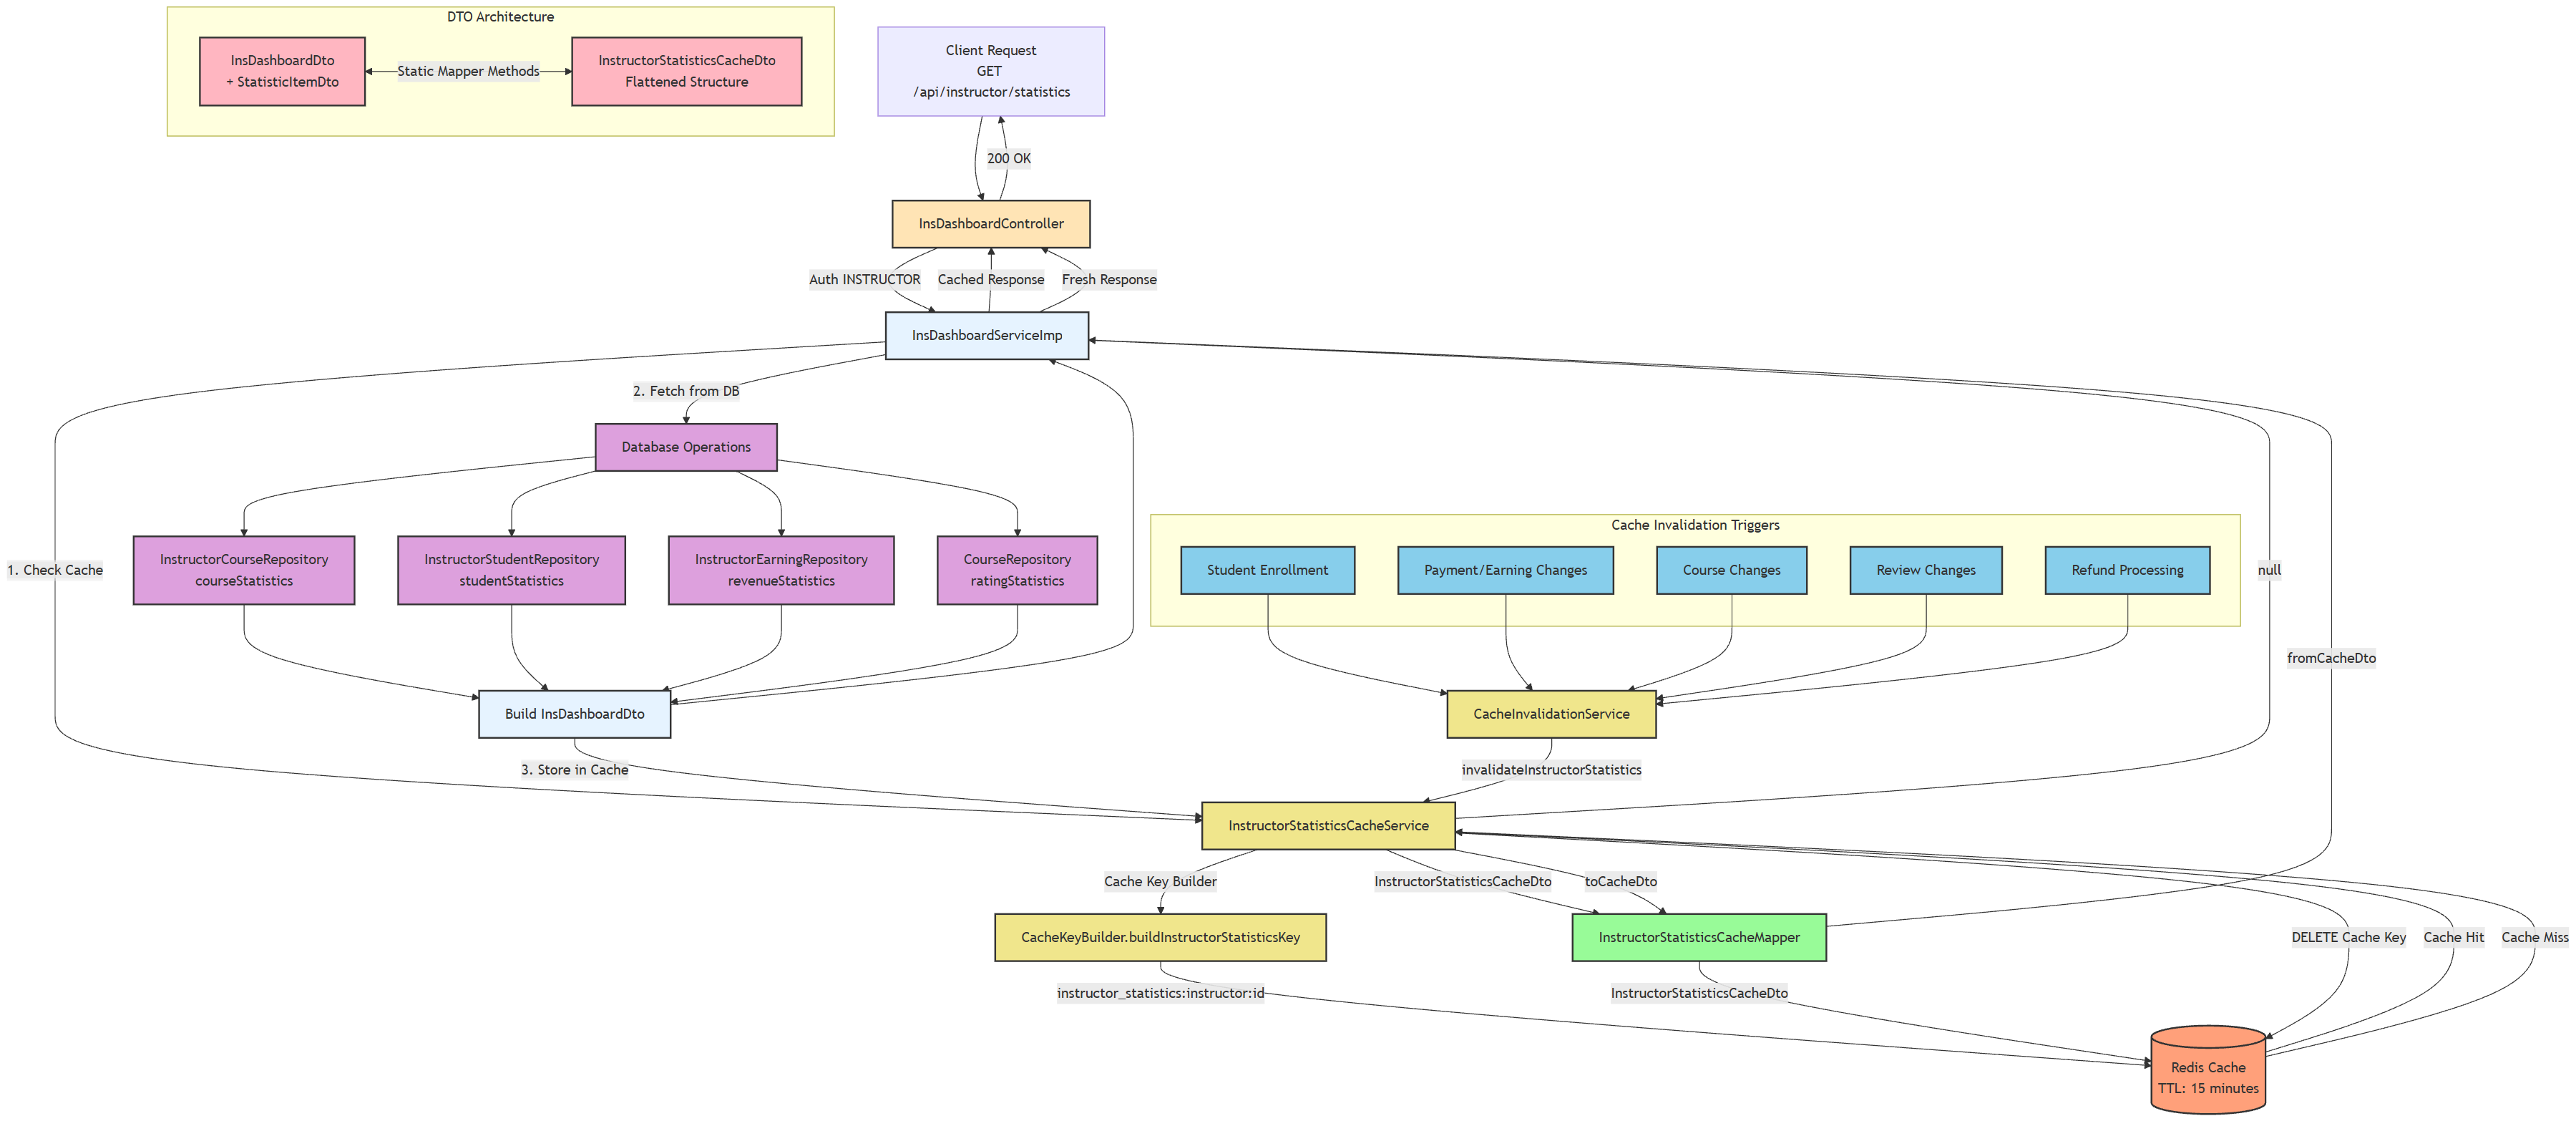 DTO Architecture
InsDashboardDto
+ StatisticItemDto
Static Mapper Methods
InstructorStatisticsCacheDto
Flattened Structure
Client Request
GET
/api/instructor/statistics
200 OK
InsDashboardController
Auth INSTRUCTOR
Cached Response
Fresh Response
InsDashboardServiceImp
2. Fetch from DB
Database Operations
Cache Invalidation Triggers
1. Check Cache
InstructorCourseRepository
courseStatistics
InstructorStudentRepository
studentStatistics
InstructorEarningRepository
revenueStatistics
CourseRepository
ratingStatistics
Student Enrollment
Payment/Earning Changes
Course Changes
Review Changes
Refund Processing
null
fromCacheDto
Build InsDashboardDto
CacheInvalidationService
3. Store in Cache
invalidateInstructorStatistics
InstructorStatisticsCacheService
Cache Key Builder
InstructorStatisticsCacheDto
toCacheDto
CacheKeyBuilder.buildInstructorStatisticsKey
InstructorStatisticsCacheMapper
DELETE Cache Key
Cache Hit
Cache Miss
instructor_statistics:instructor:id
InstructorStatisticsCacheDto
Redis Cache
TTL: 15 minutes